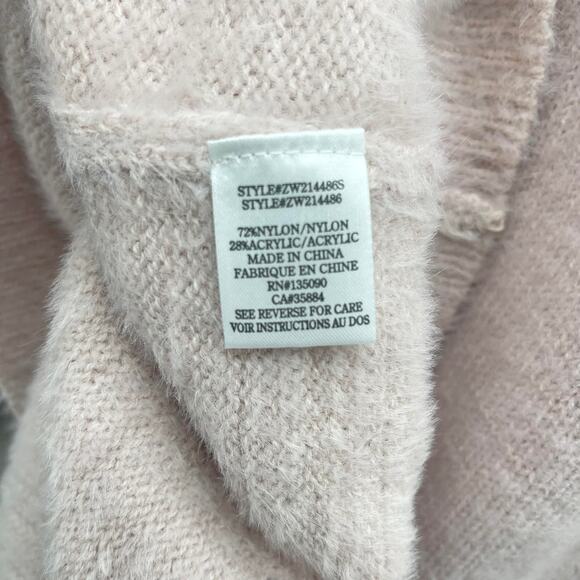 STYLE#ZW214486S
STYLE#ZW214486
72%NYLON/NYLON
28%ACRYLIC/ACRYLIC
MADE IN CHINA
FABRIQUE EN CHINE
RN#135090
CA#35884
SEE REVERSE FOR CARE
VOIR INSTRUCTIONS AU DOS